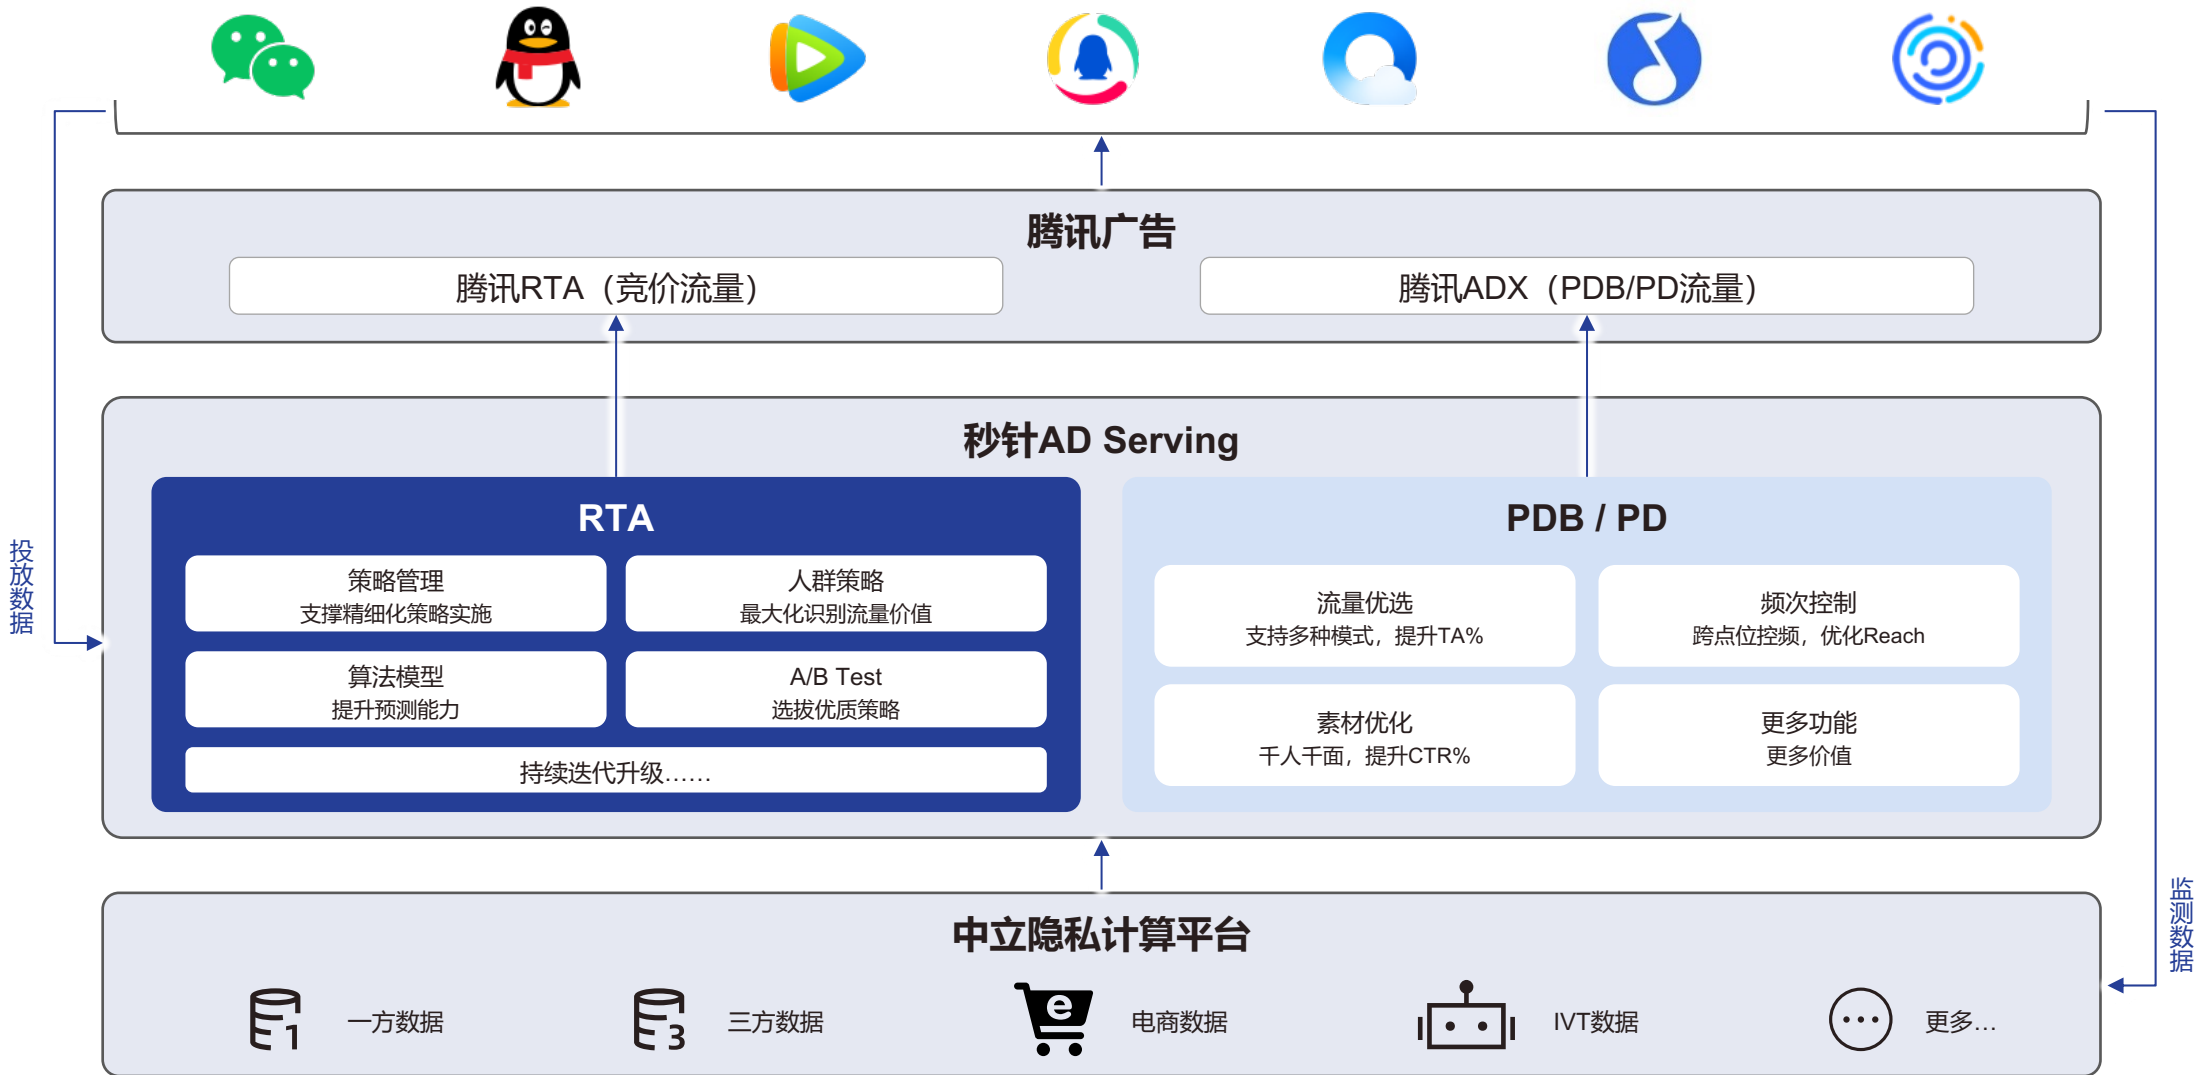 腾讯广告
腾讯RTA（竞价流量）
腾讯ADX（PDB/PD流量）
秒针AD Serving
RTA
策略管理
支撑精细化策略实施
人群策略
最大化识别流量价值
算法模型
提升预测能力
A/B Test
选拔优质策略
持续迭代升级……
PDB / PD
流量优选
支持多种模式，提升TA%
频次控制
跨点位控频，优化Reach
素材优化
千人千面，提升CTR%
更多功能
更多价值
投放数据
监测数据
中立隐私计算平台
1
一方数据
3
三方数据
e
电商数据
IVT数据
更多...